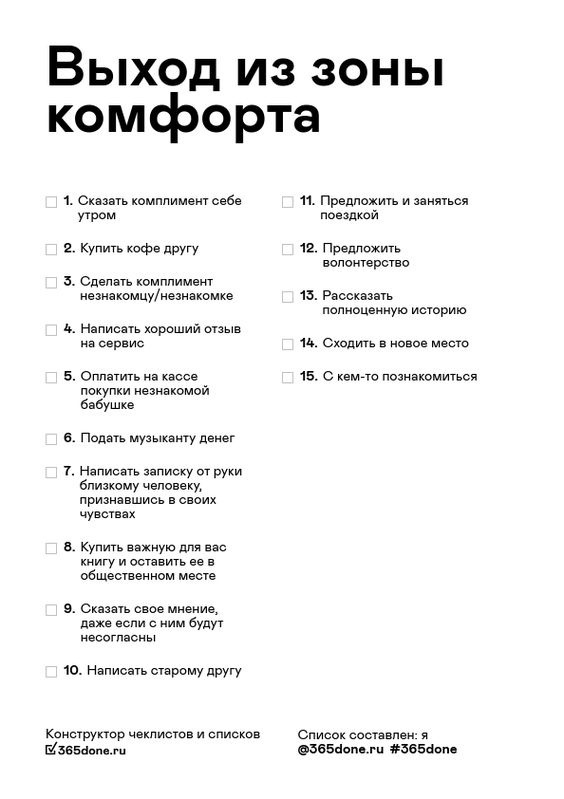 Выход из зоны
комфорта
1. Сказать комплимент себе
утром
2. Купить кофе другу
3. Сделать комплимент
незнакомцу/незнакомке
4. Написать хороший отзыв
на сервис
5. Оплатить на кассе
покупки незнакомой
бабушке
6. Подать музыканту денег
7. Написать записку от руки
близкому человеку,
признавшись в своих
чувствах
8. Купить важную для вас
книгу и оставить ее в
общественном месте
9. Сказать свое мнение,
даже если с ним будут
несогласны
10. Написать старому другу
11. Предложить и заняться
поездкой
12. Предложить
волонтерство
13. Рассказать
полноценную историю
14. Сходить в новое место
15. С кем-то познакомиться
Конструктор чеклистов и списков
365done.ru
Список составлен: я
@365done.ru #365done